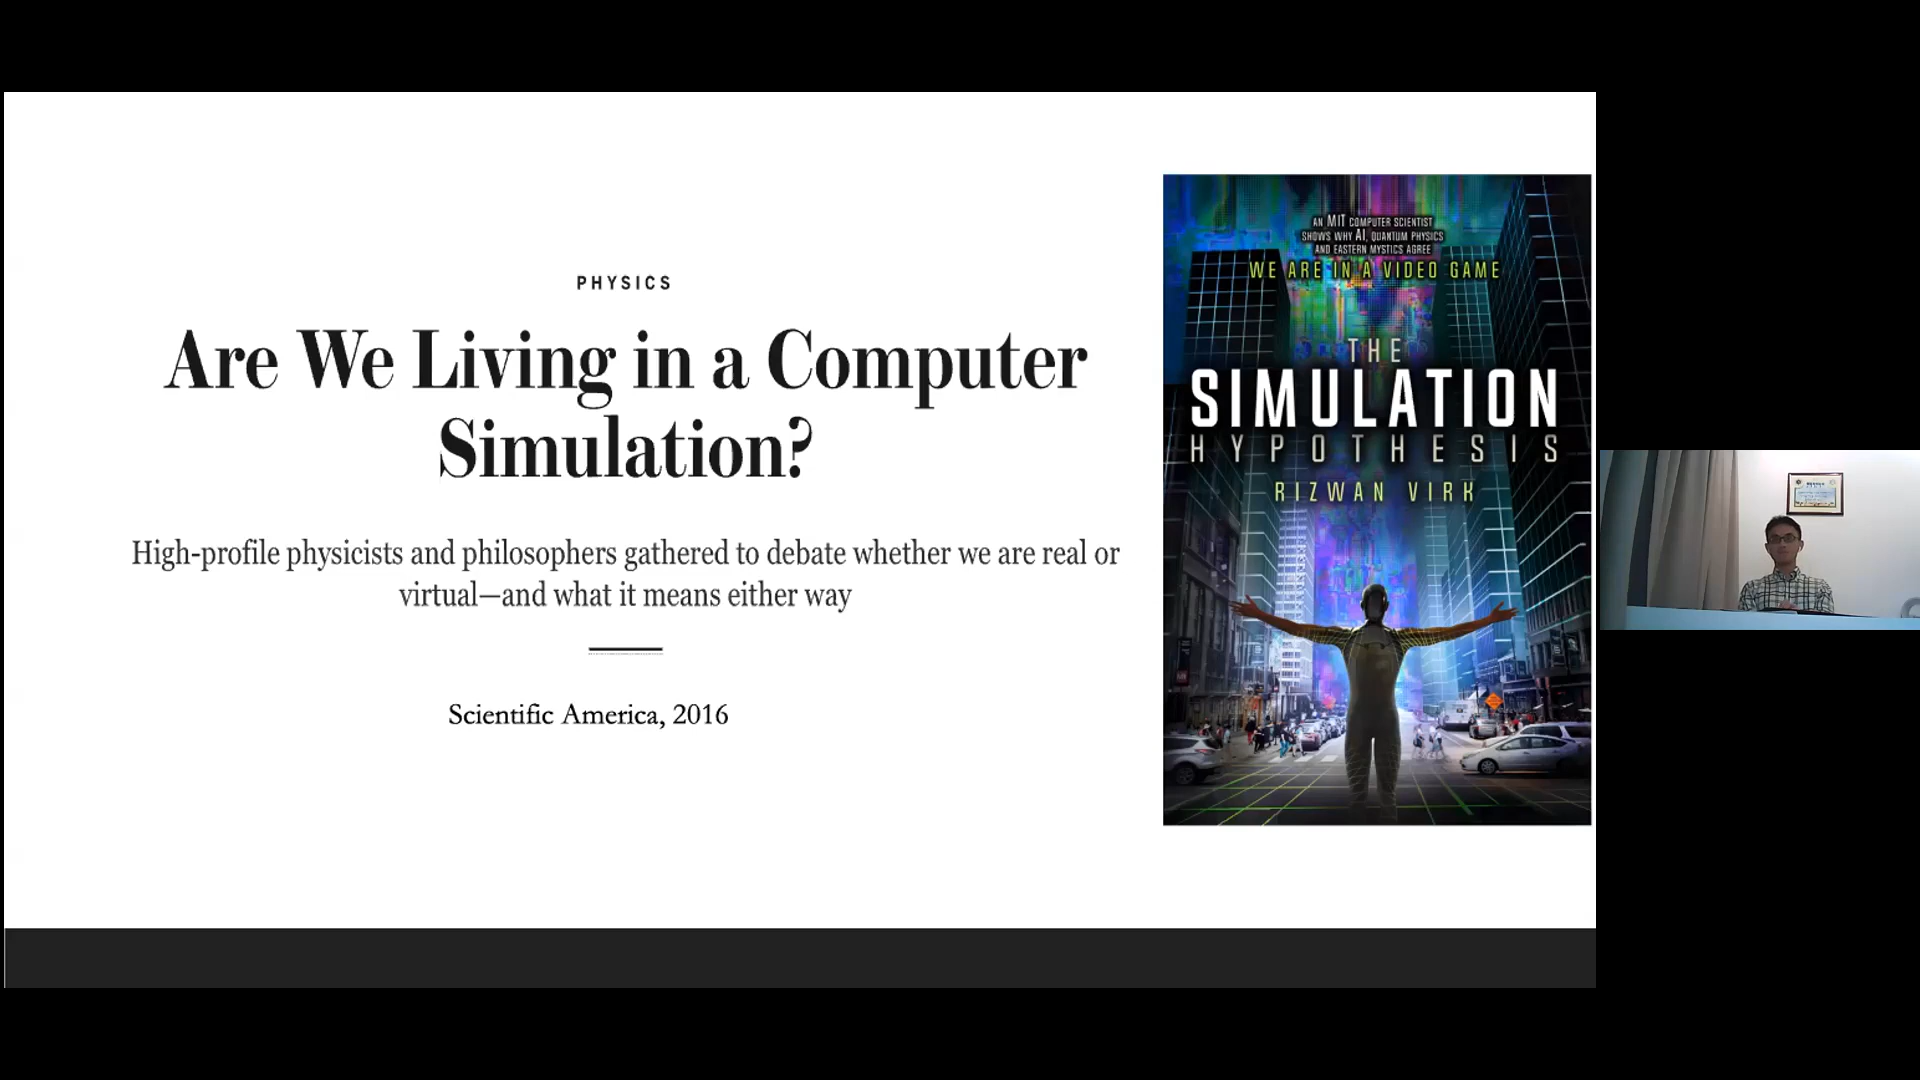 PHYSICS
Are We Living in a Computer
Simulation?
High-profile physicists and philosophers gathered to debate whether we are real or
virtual—and what it means either way
Scientific America, 2016
AN MIT COMPUTER SCIENTIST
SHOWS WHY AI, QUANTUM PHYSICS
AND EASTERN MYSTICS AGREE
WE ARE IN A VIDEO GAME
THE
SIMULATION
HYPOTHESIS
RIZWAN VIRK